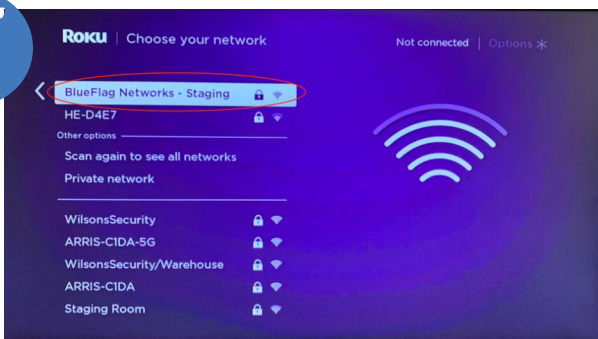 Roku | Choose your network
Not connected | Options
BlueFlag Networks - Staging
HE-D4E7
Other options
Scan again to see all networks
Private network
WilsonsSecurity
ARRIS-C1DA-5G
WilsonsSecurity/Warehouse
ARRIS-C1DA
Staging Room